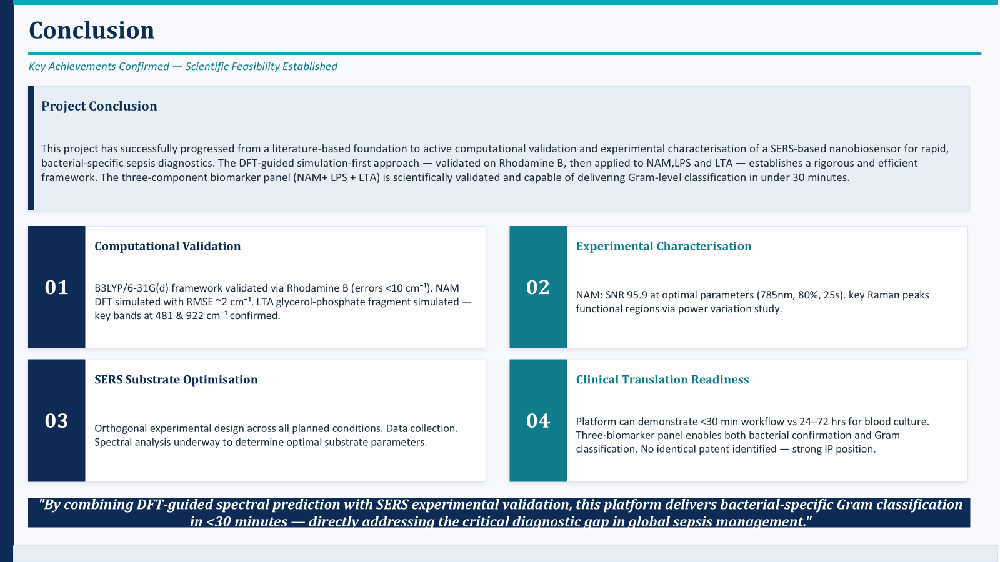 Conclusion
Key Achievements Confirmed — Scientific Feasibility Established
Project Conclusion
This project has successfully progressed from a literature-based foundation to active computational validation and experimental characterisation of a SERS-based nanobiosensor for rapid,
bacterial-specific sepsis diagnostics. The DFT-guided simulation-first approach — validated on Rhodamine B, then applied to NAM,LPS and LTA — establishes a rigorous and efficient
framework. The three-component biomarker panel (NAM+ LPS + LTA) is scientifically validated and capable of delivering Gram-level classification in under 30 minutes.
01
Computational Validation
B3LYP/6-31G(d) framework validated via Rhodamine B (errors <10 cm⁻¹). NAM
DFT simulated with RMSE ~2 cm⁻¹. LTA glycerol-phosphate fragment simulated —
key bands at 481 & 922 cm⁻¹ confirmed.
02
Experimental Characterisation
NAM: SNR 95.9 at optimal parameters (785nm, 80%, 25s). key Raman peaks
functional regions via power variation study.
03
SERS Substrate Optimisation
Orthogonal experimental design across all planned conditions. Data collection.
Spectral analysis underway to determine optimal substrate parameters.
04
Clinical Translation Readiness
Platform can demonstrate <30 min workflow vs 24–72 hrs for blood culture.
Three-biomarker panel enables both bacterial confirmation and Gram
classification. No identical patent identified — strong IP position.
"By combining DFT-guided spectral prediction with SERS experimental validation, this platform delivers bacterial-specific Gram classification
in <30 minutes — directly addressing the critical diagnostic gap in global sepsis management."